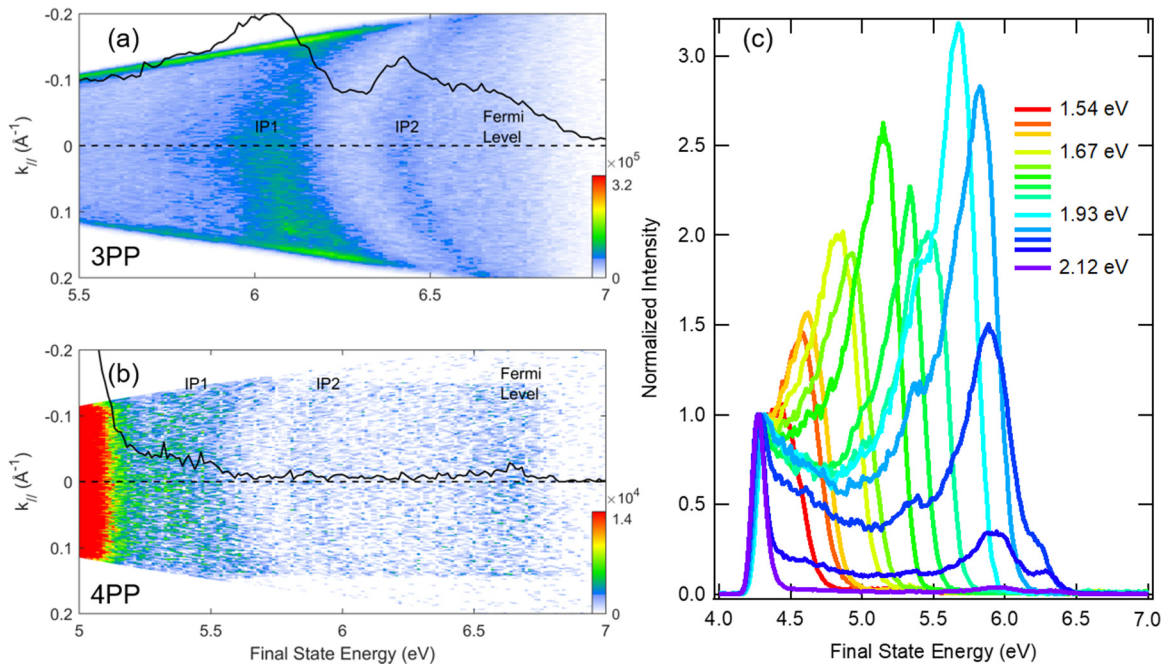 (a)
-0.2
-0.1
0
0.1
0.2
k// (Å⁻¹)
IP1
IP2
Fermi
Level
3PP
×10⁵
3.2
0
5.5
6
6.5
7
(b)
-0.2
-0.1
0
0.1
0.2
k// (Å⁻¹)
IP1
IP2
Fermi
Level
4PP
×10⁴
1.4
0
5
5.5
6
6.5
7
Final State Energy (eV)
(c)
3.0
2.5
2.0
1.5
1.0
0.5
0.0
Normalized Intensity
1.54 eV
1.67 eV
1.93 eV
2.12 eV
4.0
4.5
5.0
5.5
6.0
6.5
7.0
Final State Energy (eV)